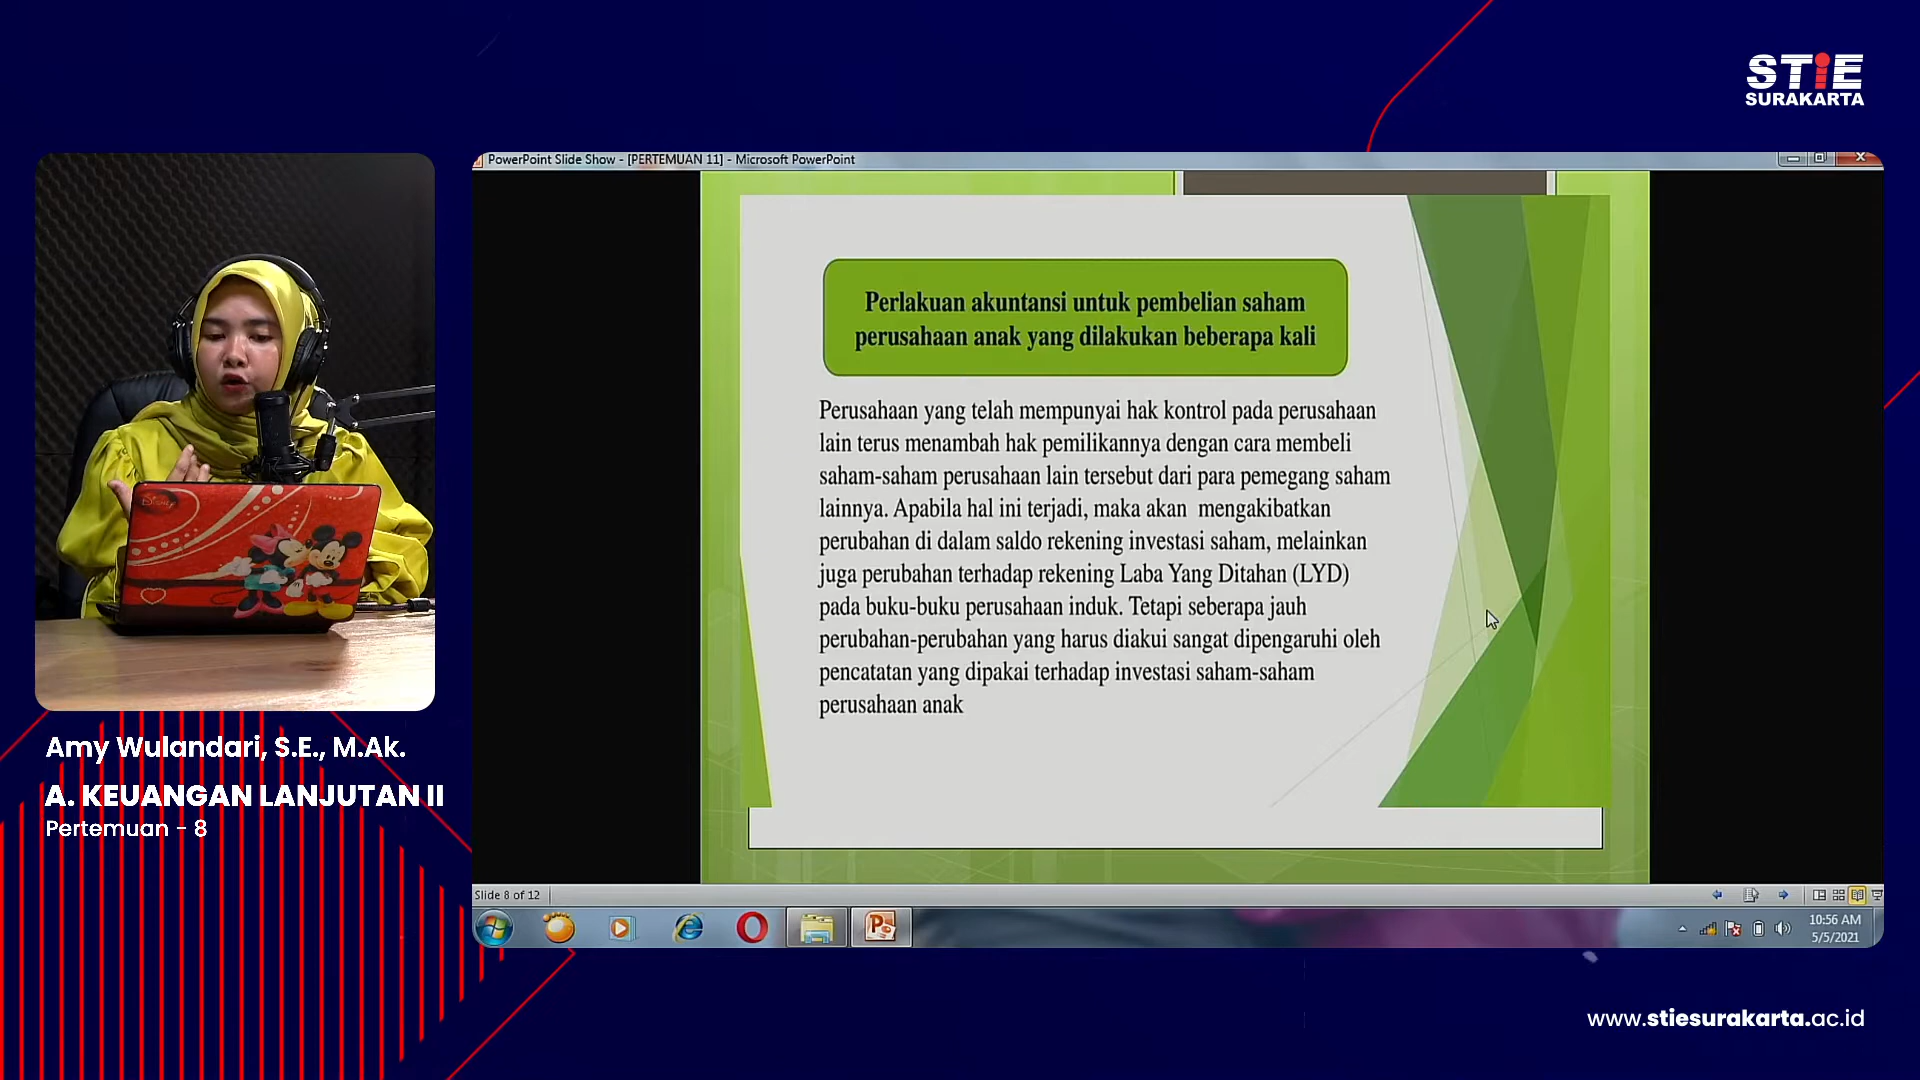 STiE
SURAKARTA
PowerPoint Slide Show - [PERTEMUAN 11] - Microsoft PowerPoint
Perlakuan akuntansi untuk pembelian saham
perusahaan anak yang dilakukan beberapa kali
Perusahaan yang telah mempunyai hak kontrol pada perusahaan
lain terus menambah hak pemilikannya dengan cara membeli
saham-saham perusahaan lain tersebut dari para pemegang saham
lainnya. Apabila hal ini terjadi, maka akan mengakibatkan
perubahan di dalam saldo rekening investasi saham, melainkan
juga perubahan terhadap rekening Laba Yang Ditahan (LYD)
pada buku-buku perusahaan induk. Tetapi seberapa jauh
perubahan-perubahan yang harus diakui sangat dipengaruhi oleh
pencatatan yang dipakai terhadap investasi saham-saham
perusahaan anak
Disney
Amy Wulandari, S.E., M.Ak.
A. KEUANGAN LANJUTAN II
Pertemuan - 8
Slide 8 of 12
10:56 AM
5/5/2021
www.stiesurakarta.ac.id